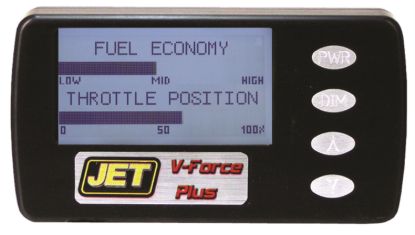 FUEL ECONOMY
LOW MID HIGH
THROTTLE POSITION
0 50 100%
PWR
DIM
JET V-Force
Plus